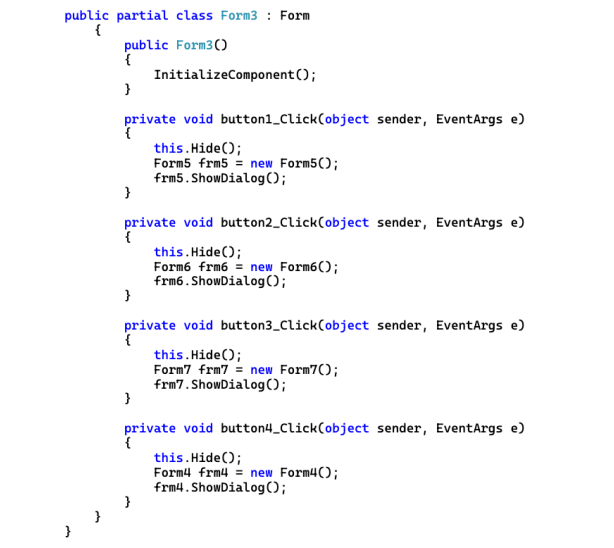 public partial class Form3 : Form
{
public Form3()
{
InitializeComponent();
}
private void button1_Click(object sender, EventArgs e)
{
this.Hide();
Form5 frm5 = new Form5();
frm5.ShowDialog();
}
private void button2_Click(object sender, EventArgs e)
{
this.Hide();
Form6 frm6 = new Form6();
frm6.ShowDialog();
}
private void button3_Click(object sender, EventArgs e)
{
this.Hide();
Form7 frm7 = new Form7();
frm7.ShowDialog();
}
private void button4_Click(object sender, EventArgs e)
{
this.Hide();
Form4 frm4 = new Form4();
frm4.ShowDialog();
}
}
}